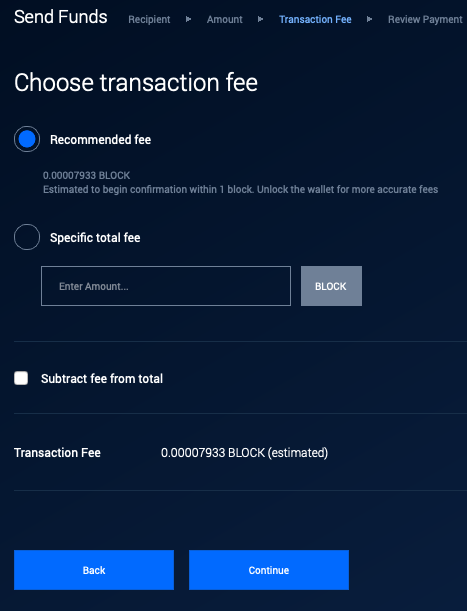 Send Funds Recipient ▸ Amount ▸ Transaction Fee ▸ Review Payment
Choose transaction fee
Recommended fee
0.00007933 BLOCK
Estimated to begin confirmation within 1 block. Unlock the wallet for more accurate fees
Specific total fee
Enter Amount... BLOCK
Subtract fee from total
Transaction Fee 0.00007933 BLOCK (estimated)
Back Continue